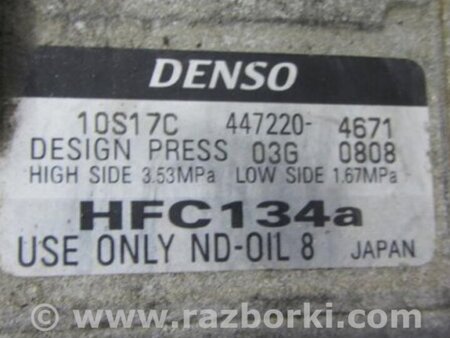 DENSO
10S17C 447220- 4671
DESIGN PRESS 03G 0808
HIGH SIDE 3.53MPa LOW SIDE 1.67MPa
HFC134a
USE ONLY ND-OIL 8 JAPAN
© www.razborki.com